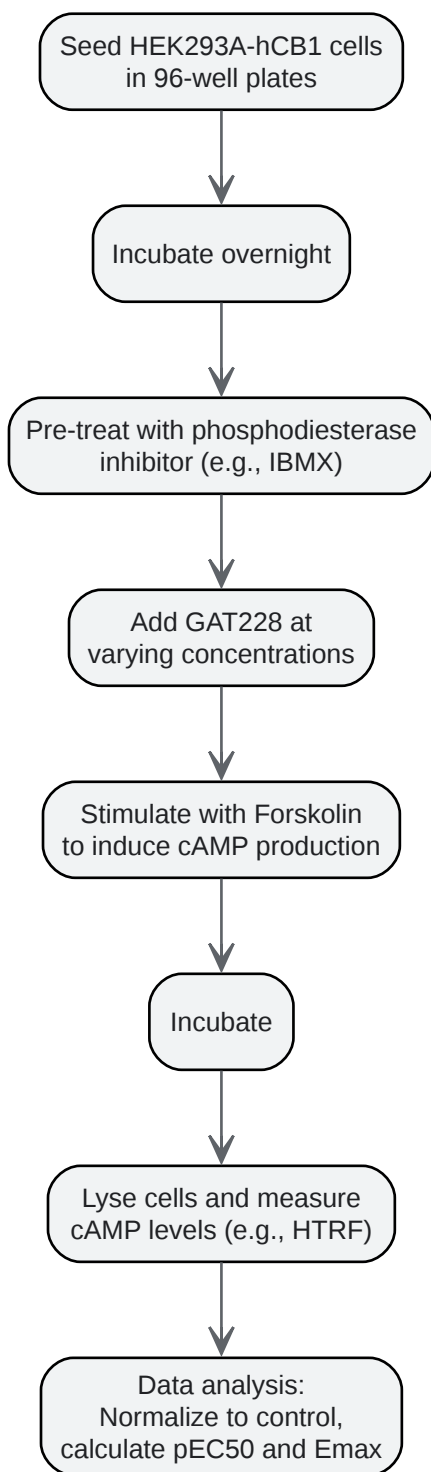 Seed HEK293A-hCB1 cells
in 96-well plates
Incubate overnight
Pre-treat with phosphodiesterase
inhibitor (e.g., IBMX)
Add GAT228 at
varying concentrations
Stimulate with Forskolin
to induce cAMP production
Incubate
Lyse cells and measure
cAMP levels (e.g., HTRF)
Data analysis:
Normalize to control,
calculate pEC50 and Emax